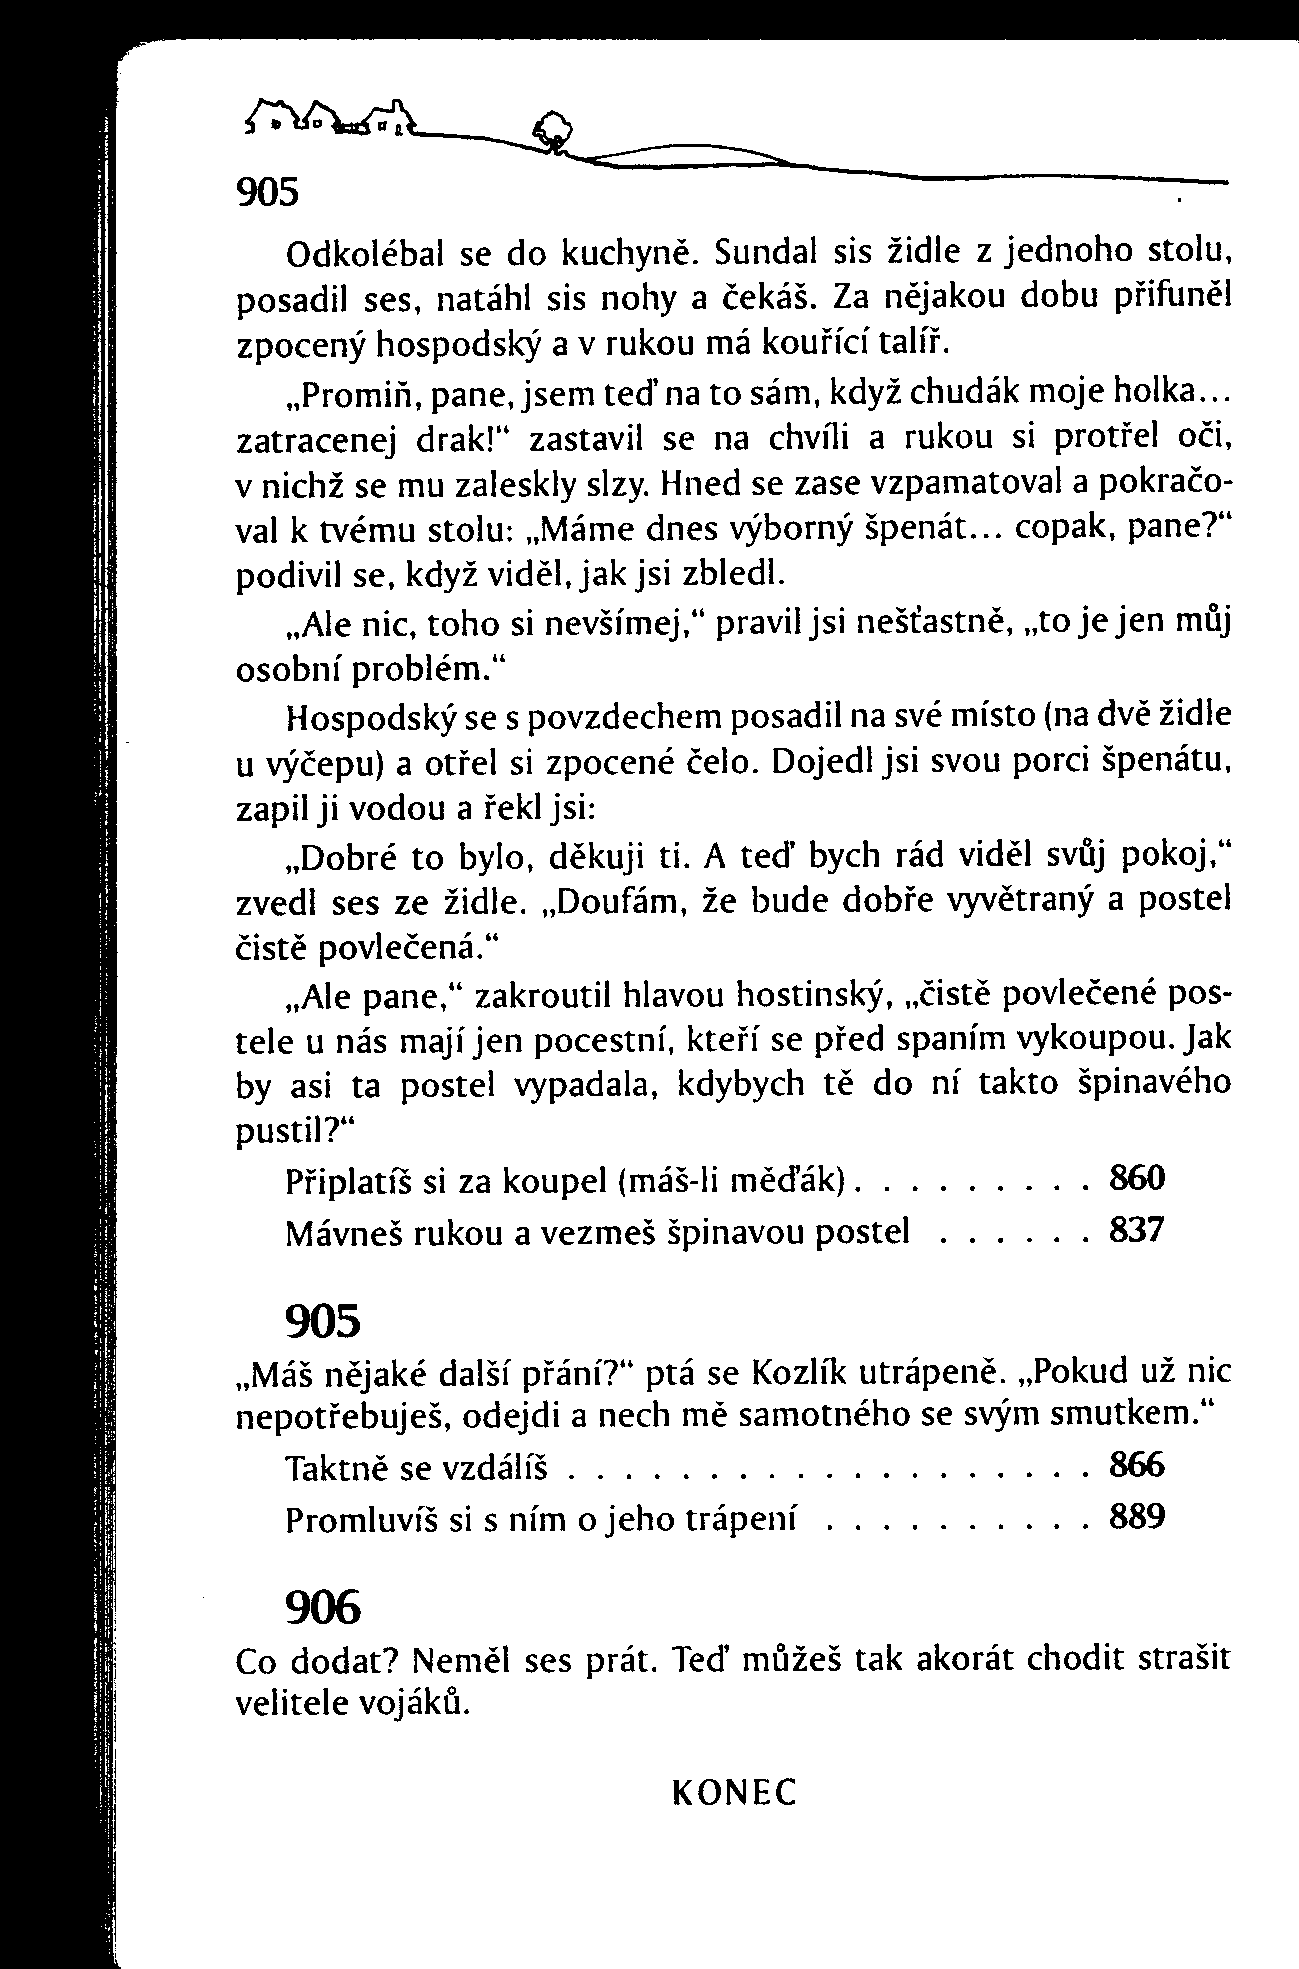 905
Odkolébal se do kuchyně. Sundal sis židle z jednoho stolu,
posadil ses, natáhl sis nohy a čekáš. Za nějakou dobu přifuněl
zpocený hospodský a v rukou má kouřící talíř.
„Promiň, pane, jsem teď na to sám, když chudák moje holka...
zatracenej drak!“ zastavil se na chvíli a rukou si protřel oči,
v nichž se mu zaleskly slzy. Hned se zase vzpamatoval a pokračo-
val k tvému stolu: „Máme dnes výborný špenát... copak, pane?“
podivil se, když viděl, jak jsi zbledl.
„Ale nic, toho si nevšímej,“ pravil jsi nešťastně, „to je jen můj
osobní problém.“
Hospodský se s povzdechem posadil na své místo (na dvě židle
u výčepu) a otřel si zpocené čelo. Dojedl jsi svou porci špenátu,
zapil ji vodou a řekl jsi:
„Dobré to bylo, děkuji ti. A teď bych rád viděl svůj pokoj,“
zvedl ses ze židle. „Doufám, že bude dobře vyvětraný a postel
čistě povlečená.“
„Ale pane,“ zakroutil hlavou hostinský, „čistě povlečené pos-
tele u nás mají jen pocestní, kteří se před spaním vykoupou. Jak
by asi ta postel vypadala, kdybych tě do ní takto špinavého
pustil?“
Připlatíš si za koupel (máš-li měďák). . . . . . . . . 860
Mávneš rukou a vezmeš špinavou postel . . . . . . 837
905
„Máš nějaké další přání?“ ptá se Kozlík utrápeně. „Pokud už nic
nepotřebuješ, odejdi a nech mě samotného se svým smutkem.“
Taktně se vzdálíš . . . . . . . . . . . . . . . . . . . 866
Promluvíš si s ním o jeho trápení . . . . . . . . . . 889
906
Co dodat? Neměl ses prát. Teď můžeš tak akorát chodit strašit
velitele vojáků.
KONEC